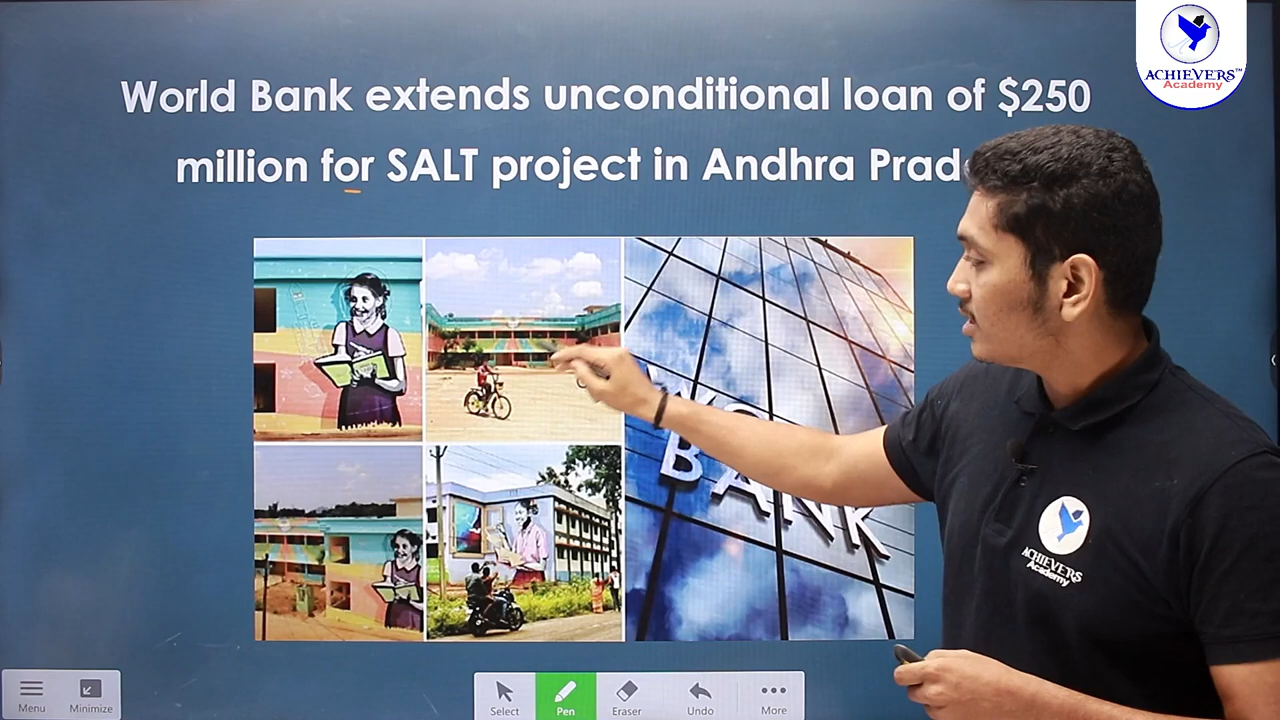 World Bank extends unconditional loan of $250
million for SALT project in Andhra Prad
ACHIEVERS™
Academy
BANK
ACHIEVERS
Academy
Menu
Minimize
Select
Pen
Eraser
Undo
More